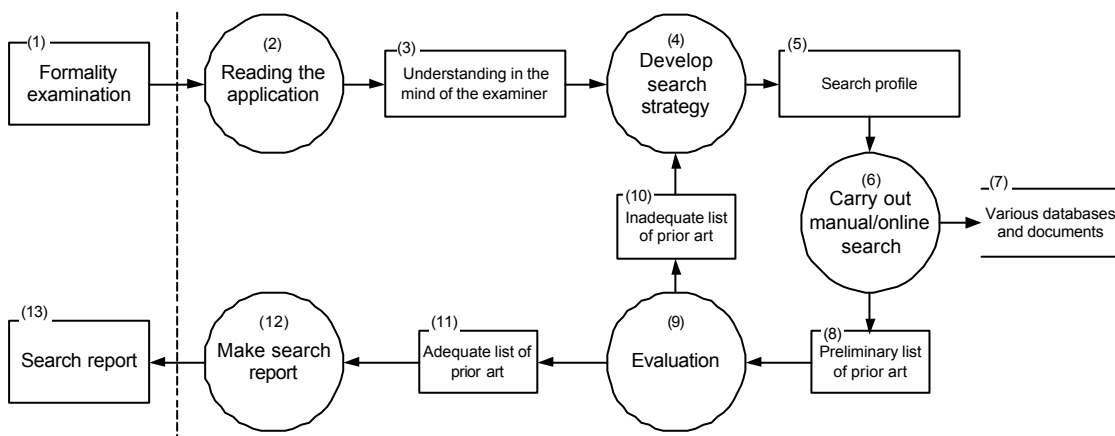 (1)
Formality
examination
(2)
Reading the
application
(3)
Understanding in the
mind of the examiner
(4)
Develop
search
strategy
(5)
Search profile
(6)
Carry out
manual/online
search
(7)
Various databases
and documents
(8)
Preliminary list
of prior art
(9)
Evaluation
(10)
Inadequate list
of prior art
(11)
Adequate list of
prior art
(12)
Make search
report
(13)
Search report